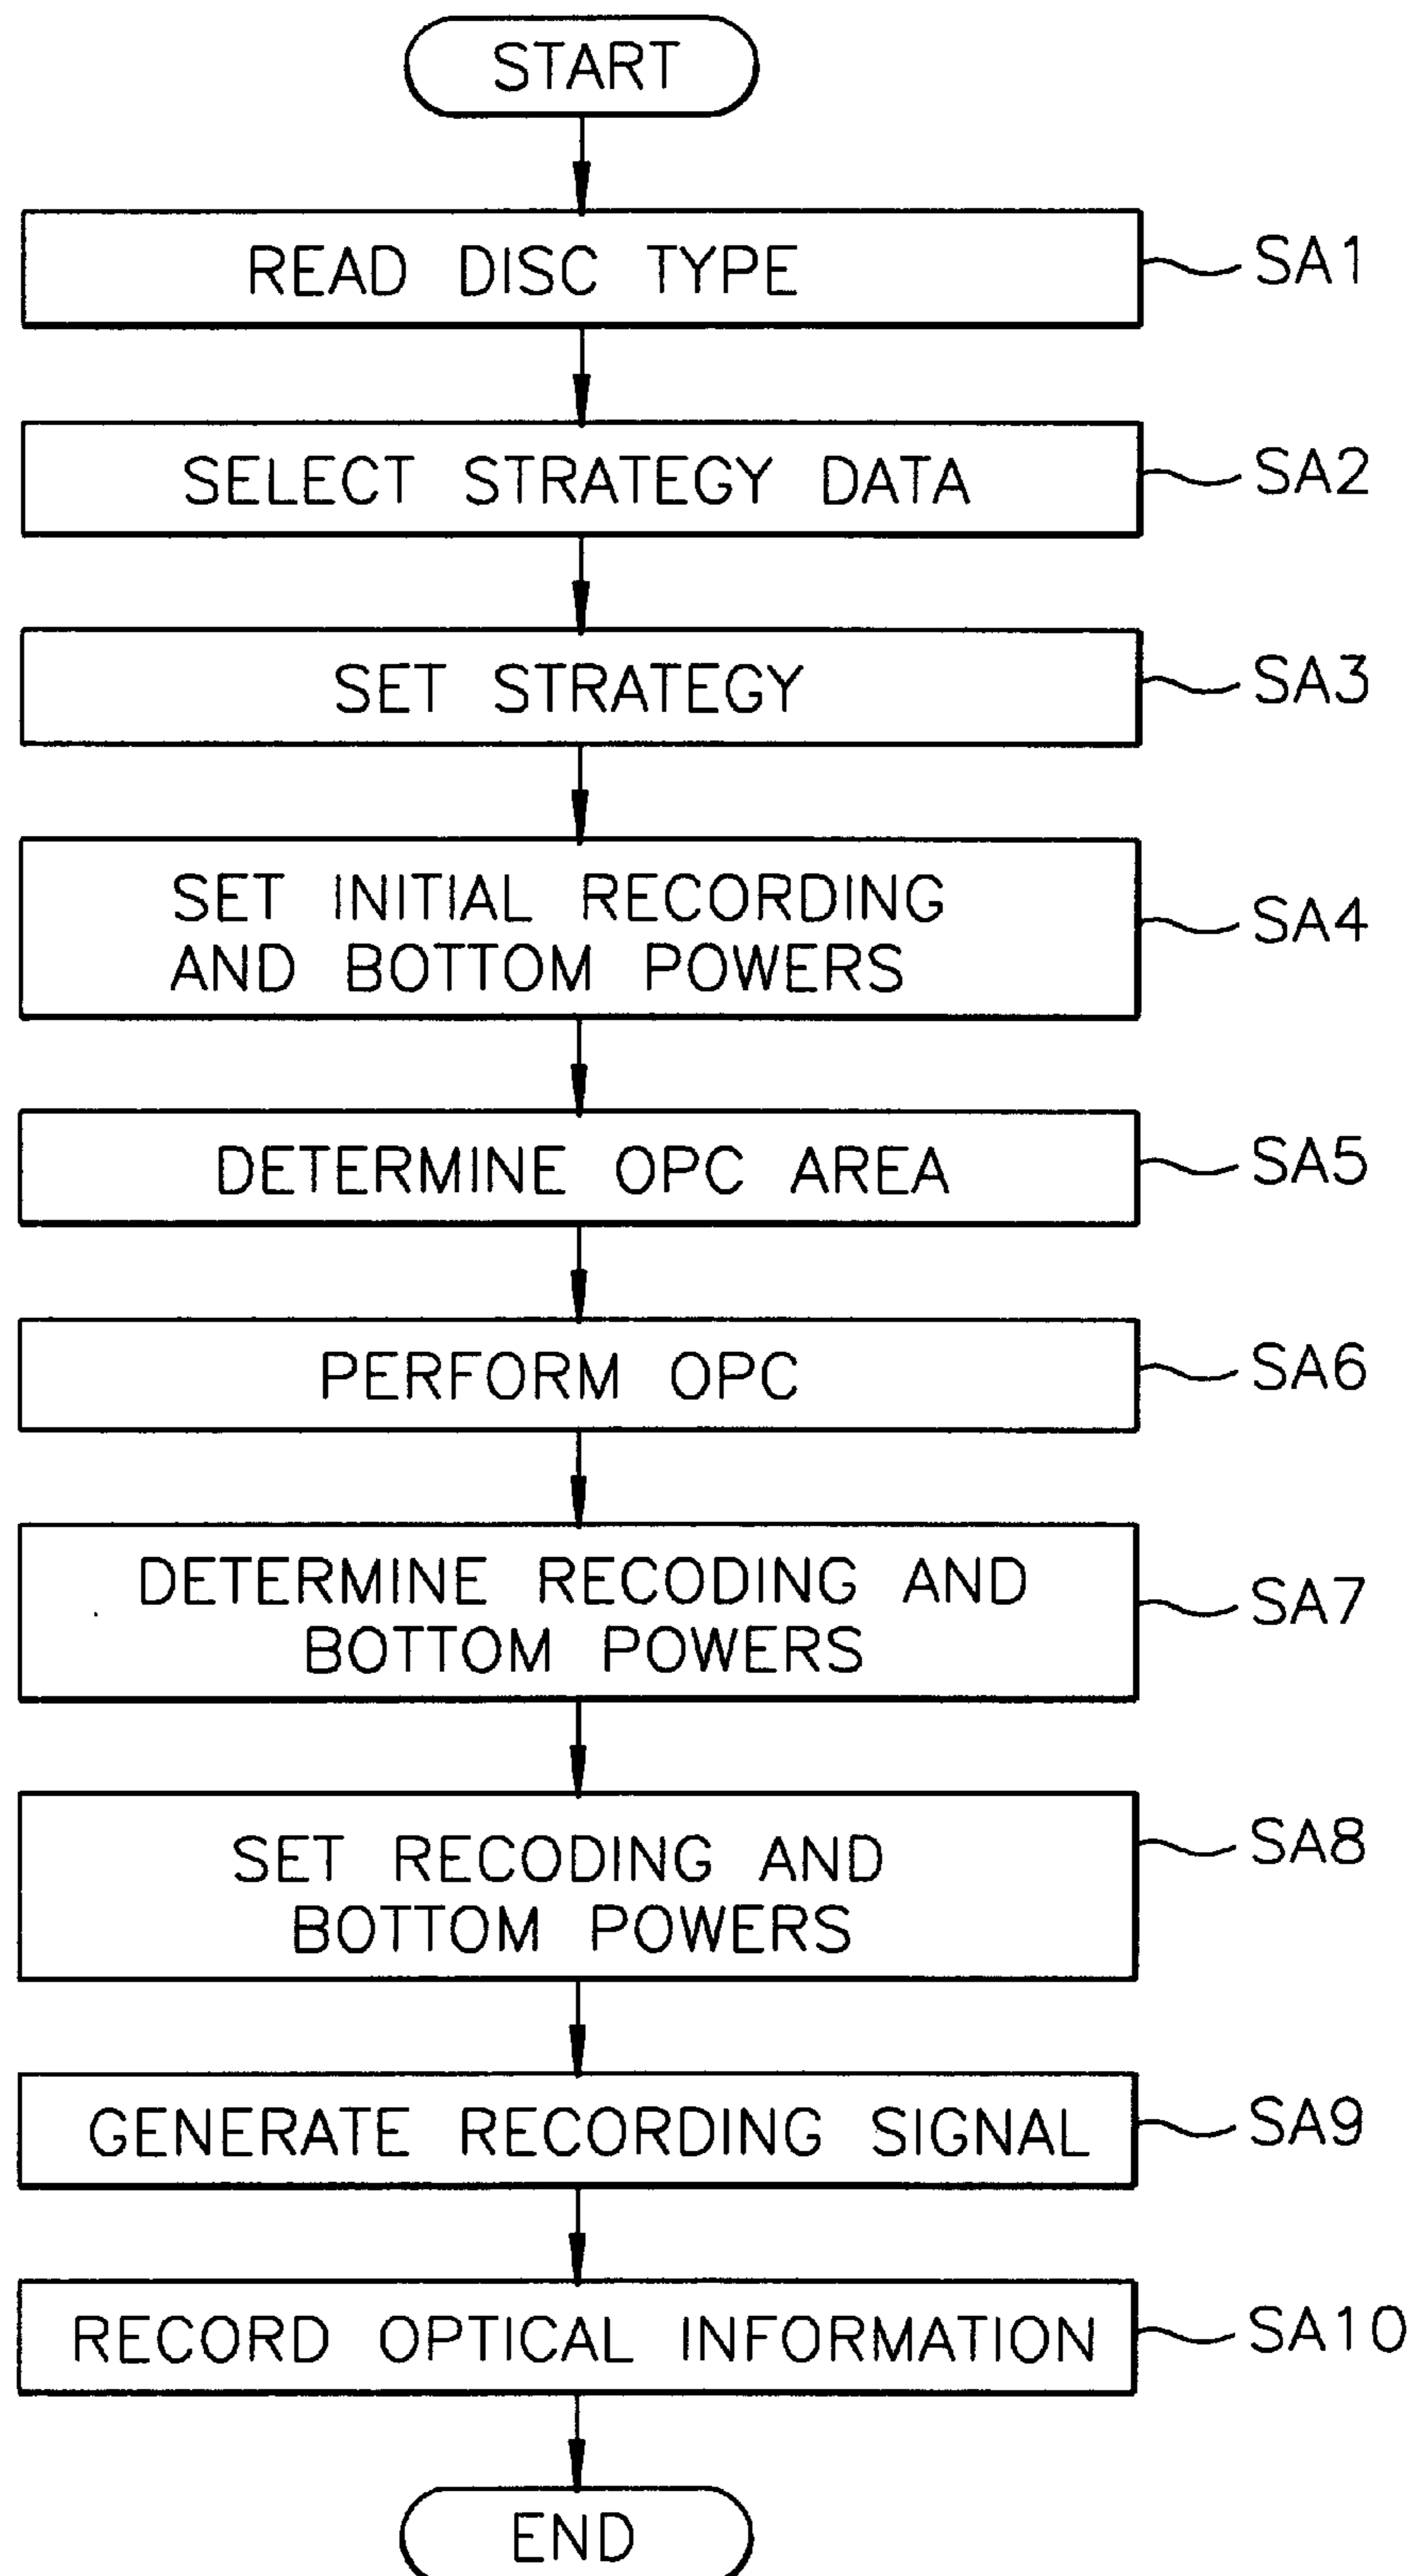 START
READ DISC TYPE
SA1
SELECT STRATEGY DATA
SA2
SET STRATEGY
SA3
SET INITIAL RECORDING
AND BOTTOM POWERS
SA4
DETERMINE OPC AREA
SA5
PERFORM OPC
SA6
DETERMINE RECODING AND
BOTTOM POWERS
SA7
SET RECODING AND
BOTTOM POWERS
SA8
GENERATE RECORDING SIGNAL
SA9
RECORD OPTICAL INFORMATION
SA10
END